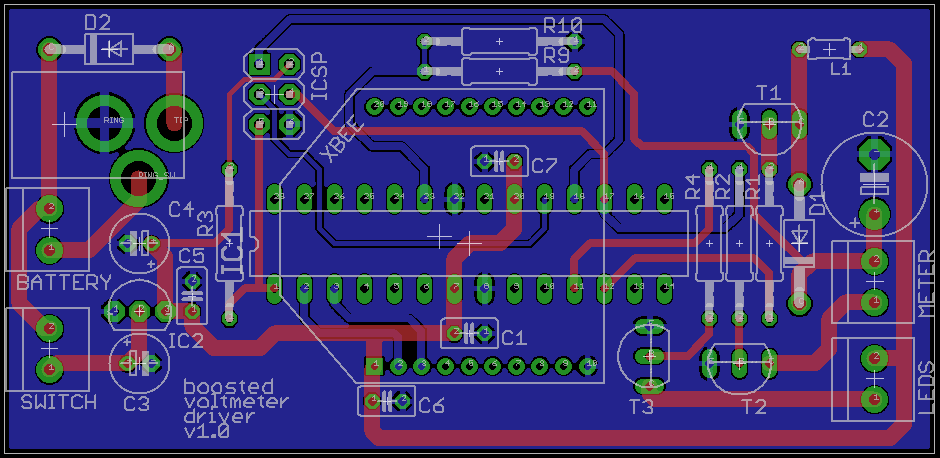 D2
R10
R9
ICSP
L1
T1
C2
RING
TIP
XBEE
20 19 18 17 16 15 14 13 12 11
RING_SW
C7
C4
R3
R4
R2
R1
D1
28 27 26 25 24 23 22 21 20 19 18 17 16 15
IC1
BATTERY
C5
METER
1 2 3 4 5 6 7 8 9 10 11 12 13 14
IC2
C1
SWITCH
C3
boosted
voltmeter
driver
v1.0
1 2 3 4 5 6 7 8 9 10
C6
T3
T2
LEDS